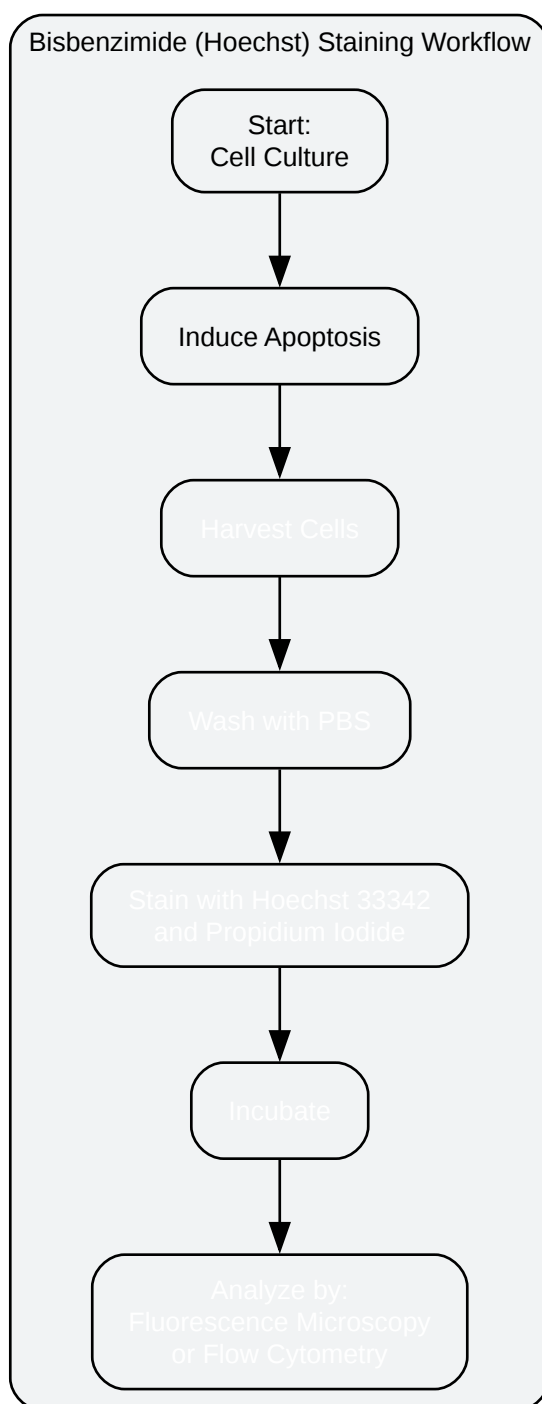 Bisbenzimide (Hoechst) Staining Workflow
Start:
Cell Culture
Induce Apoptosis
Harvest Cells
Wash with PBS
Stain with Hoechst 33342
and Propidium Iodide
Incubate
Analyze by:
Fluorescence Microscopy
or Flow Cytometry